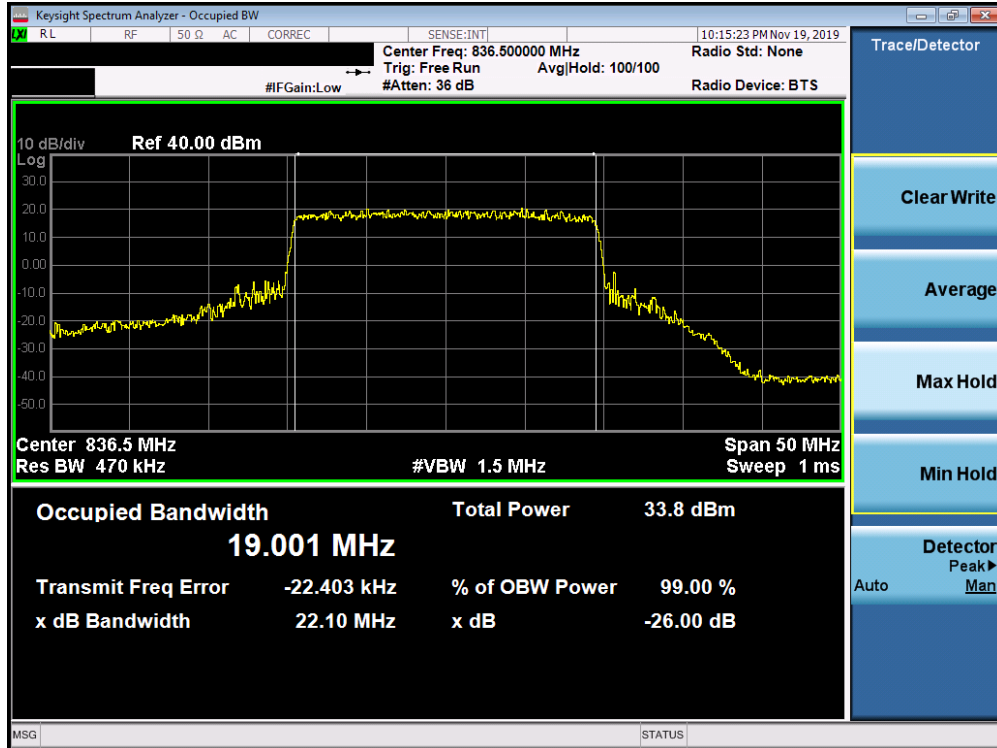 Keysight Spectrum Analyzer - Occupied BW
LXI RL RF 50 Ω AC CORREC SENSE:INT 10:15:23 PM Nov 19, 2019
Center Freq: 836.500000 MHz Radio Std: None
Trig: Free Run Avg|Hold: 100/100
#IFGain:Low #Atten: 36 dB Radio Device: BTS
10 dB/div Ref 40.00 dBm
Log
30.0
20.0
10.0
0.00
-10.0
-20.0
-30.0
-40.0
-50.0
Center 836.5 MHz Span 50 MHz
Res BW 470 kHz #VBW 1.5 MHz Sweep 1 ms
Occupied Bandwidth Total Power 33.8 dBm
19.001 MHz
Transmit Freq Error -22.403 kHz % of OBW Power 99.00 %
x dB Bandwidth 22.10 MHz x dB -26.00 dB
MSG STATUS
Trace/Detector
Clear Write
Average
Max Hold
Min Hold
Detector
Peak▶
Auto Man